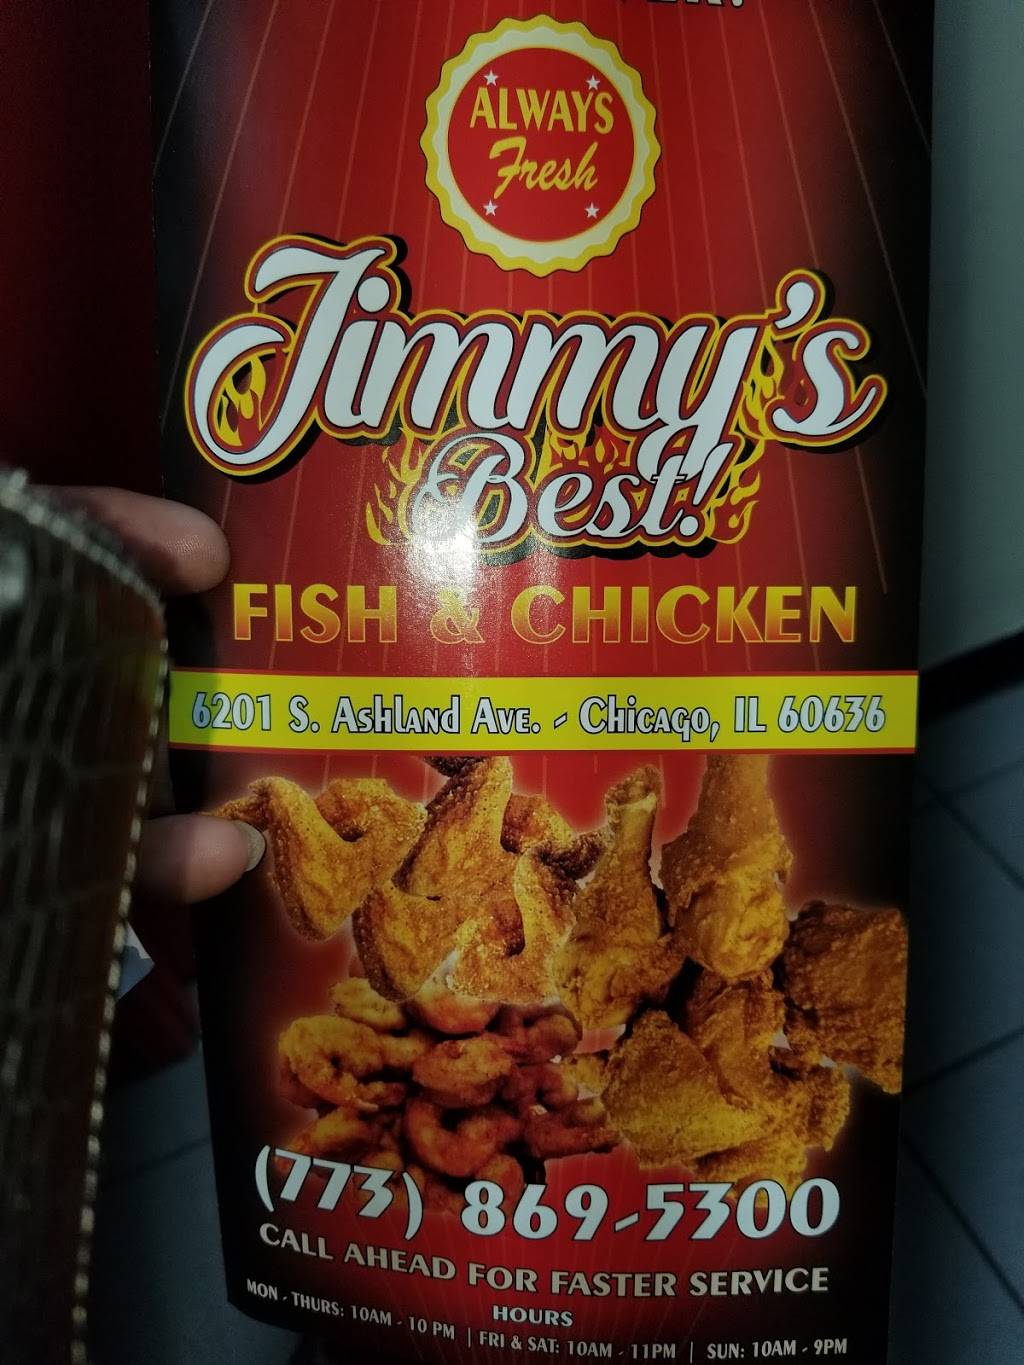 ALWAYS
Fresh
Jimmy's
Best!
FISH & CHICKEN
6201 S. Ashland Ave. - Chicago, IL 60636
(773) 869-5300
CALL AHEAD FOR FASTER SERVICE
HOURS
MON - THURS: 10AM - 10 PM | FRI & SAT: 10AM - 11PM | SUN: 10AM - 9PM